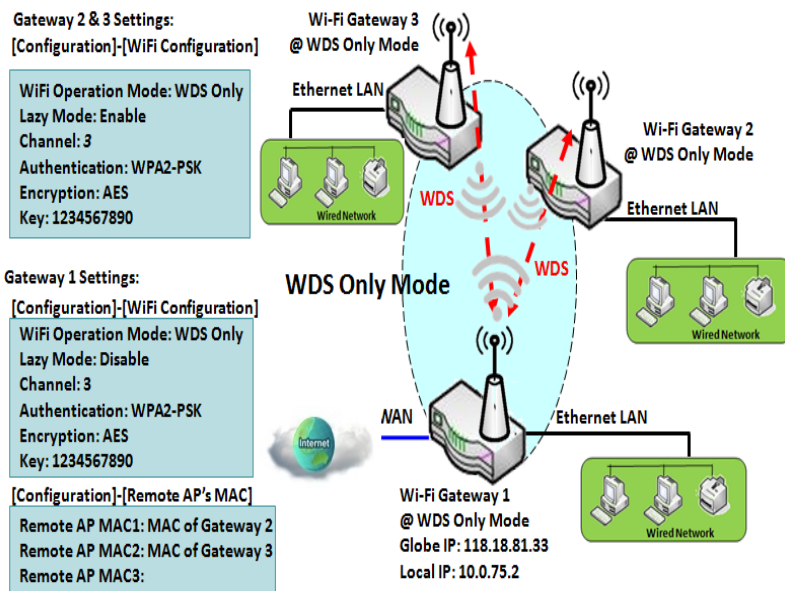 Gateway 2 & 3 Settings:
[Configuration]-[WiFi Configuration]
WiFi Operation Mode: WDS Only
Lazy Mode: Enable
Channel: 3
Authentication: WPA2-PSK
Encryption: AES
Key: 1234567890
Gateway 1 Settings:
[Configuration]-[WiFi Configuration]
WiFi Operation Mode: WDS Only
Lazy Mode: Disable
Channel: 3
Authentication: WPA2-PSK
Encryption: AES
Key: 1234567890
[Configuration]-[Remote AP's MAC]
Remote AP MAC1: MAC of Gateway 2
Remote AP MAC2: MAC of Gateway 3
Remote AP MAC3:
Wi-Fi Gateway 3
@ WDS Only Mode
Ethernet LAN
Wired Network
Wi-Fi Gateway 2
@ WDS Only Mode
Ethernet LAN
Wired Network
WDS
WDS
WDS Only Mode
Internet
WAN
Ethernet LAN
Wired Network
Wi-Fi Gateway 1
@ WDS Only Mode
Globe IP: 118.18.81.33
Local IP: 10.0.75.2